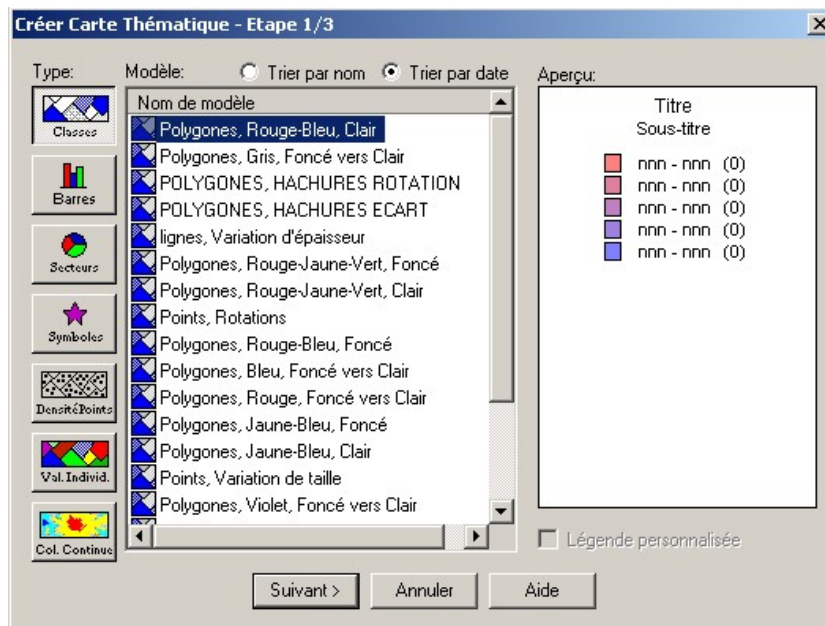 Créer Carte Thématique - Etape 1/3
Type:
Modèle:
Trier par nom
Trier par date
Aperçu:
Classes
Barres
Secteurs
Symboles
DensitéPoints
Val. Individ.
Col. Continue
Nom de modèle
Polygones, Rouge-Bleu, Clair
Polygones, Gris, Foncé vers Clair
POLYGONES, HACHURES ROTATION
POLYGONES, HACHURES ECART
lignes, Variation d'épaisseur
Polygones, Rouge-Jaune-Vert, Foncé
Polygones, Rouge-Jaune-Vert, Clair
Points, Rotations
Polygones, Rouge-Bleu, Foncé
Polygones, Bleu, Foncé vers Clair
Polygones, Rouge, Foncé vers Clair
Polygones, Jaune-Bleu, Foncé
Polygones, Jaune-Bleu, Clair
Points, Variation de taille
Polygones, Violet, Foncé vers Clair
Titre
Sous-titre
nnn - nnn (0)
nnn - nnn (0)
nnn - nnn (0)
nnn - nnn (0)
nnn - nnn (0)
Légende personnalisée
Suivant >
Annuler
Aide